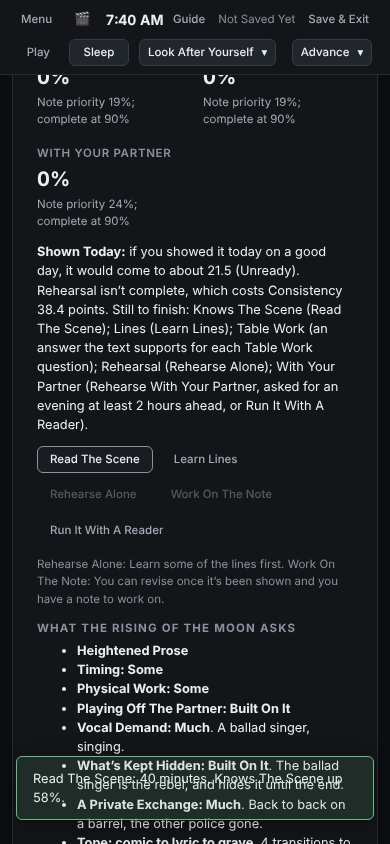 Menu 🎬 7:40 AM Guide Not Saved Yet Save & Exit
Play Sleep Look After Yourself ▾ Advance ▾
0% 0%
Note priority 19%; Note priority 19%;
complete at 90% complete at 90%
WITH YOUR PARTNER
0%
Note priority 24%;
complete at 90%
Shown Today: if you showed it today on a good
day, it would come to about 21.5 (Unready).
Rehearsal isn’t complete, which costs Consistency
38.4 points. Still to finish: Knows The Scene (Read
The Scene); Lines (Learn Lines); Table Work (an
answer the text supports for each Table Work
question); Rehearsal (Rehearse Alone); With Your
Partner (Rehearse With Your Partner, asked for an
evening at least 2 hours ahead, or Run It With A
Reader).
Read The Scene Learn Lines
Rehearse Alone Work On The Note
Run It With A Reader
Rehearse Alone: Learn some of the lines first. Work On
The Note: You can revise once it’s been shown and you
have a note to work on.
WHAT THE RISING OF THE MOON ASKS
• Heightened Prose
• Timing: Some
• Physical Work: Some
• Playing Off The Partner: Built On It
• Vocal Demand: Much. A ballad singer,
singing.
• What’s Kept Hidden: Built On It. The ballad
singer is the rebel, and hides it until the end.
Read The Scene: 40 minutes. Knows The Scene up
58%.
• A Private Exchange: Much. Back to back on
a barrel, the other police gone.
• Tone: comic to lyric to grave. 4 transitions to